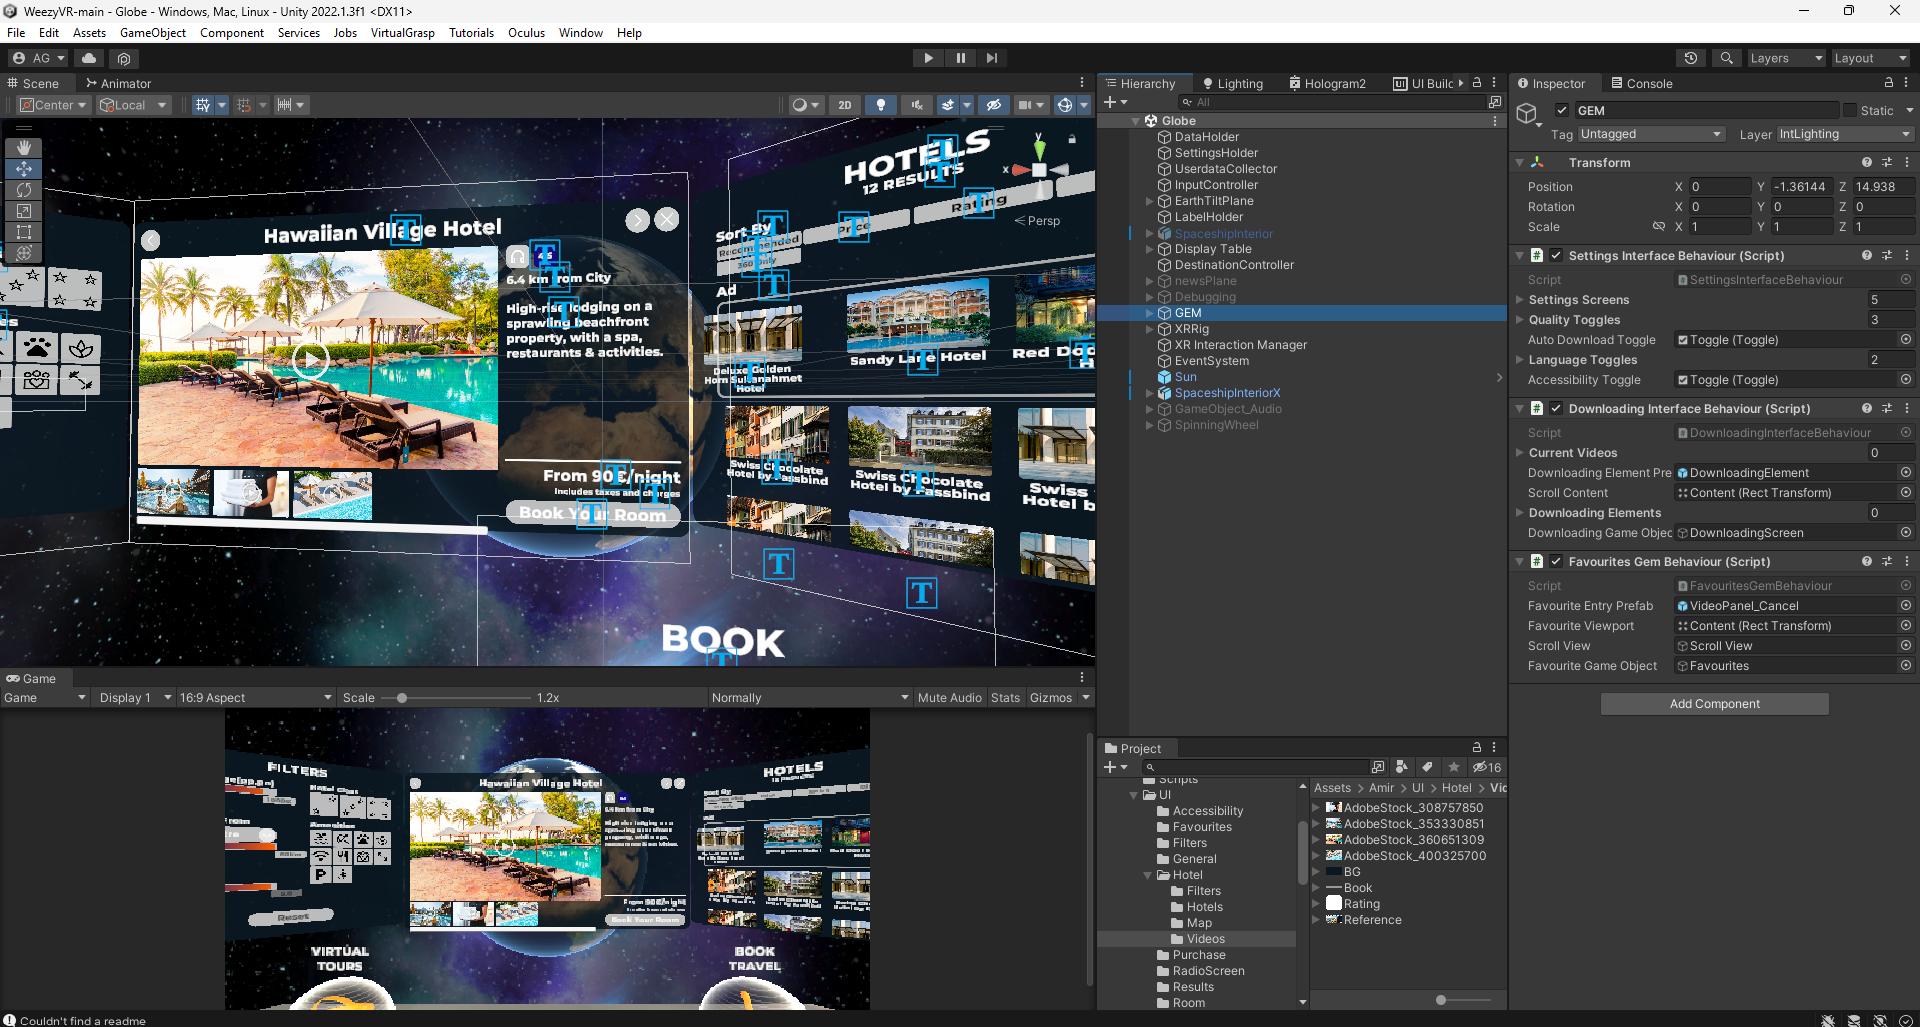 WeezyVR-main - Globe - Windows, Mac, Linux - Unity 2022.1.3f1 <DX11>
File Edit Assets GameObject Component Services Jobs VirtualGrasp Tutorials Oculus Window Help
AG
Layers Layout
Scene Animator
Center Local
2D
HOTELS
12 RESULTS
Persp
x y
Hawaiian Village Hotel
6.4 km from City
High-rise lodging on a
sprawling beachfront
property, with a spa,
restaurants & activities.
From 90€/night
Includes taxes and charges
Book Your Room
Sort By
Recommended
Price
Rating
Ad
Deluxe Golden
Horn Sultanahmet
Hotel
Sandy Lane Hotel
Swiss Chocolate
Hotel by Fassbind
Swiss Chocolate
Hotel by Fassbind
Swiss
Hotel b
BOOK
Game
Game Display 1 16:9 Aspect Scale 1.2x Normally Mute Audio Stats Gizmos
FILTERS
Reset
P
Hawaiian Village Hotel
Book Your Room
HOTELS
VIRTUAL
TOURS
BOOK
TRAVEL
Hierarchy Lighting Hologram2 UI Builc
All
Globe
DataHolder
SettingsHolder
UserdataCollector
InputController
EarthTiltPlane
LabelHolder
SpaceshipInterior
Display Table
DestinationController
newsPlane
Debugging
GEM
XRRig
XR Interaction Manager
EventSystem
Sun
SpaceshipInteriorX
GameObject_Audio
SpinningWheel
Project
16
Scripts
UI
Accessibility
Favourites
Filters
General
Hotel
Filters
Hotels
Map
Videos
Purchase
RadioScreen
Results
Room
Assets > Amir > UI > Hotel > Vic
AdobeStock_308757850
AdobeStock_353330851
AdobeStock_360651309
AdobeStock_400325700
BG
Book
Rating
Reference
Inspector Console
GEM Static
Tag Untagged Layer IntLighting
Transform
Position X 0 Y -1.36144 Z 14.938
Rotation X 0 Y 0 Z 0
Scale X 1 Y 1 Z 1
Settings Interface Behaviour (Script)
Script SettingsInterfaceBehaviour
Settings Screens 5
Quality Toggles 3
Auto Download Toggle Toggle (Toggle)
Language Toggles 2
Accessibility Toggle Toggle (Toggle)
Downloading Interface Behaviour (Script)
Script DownloadingInterfaceBehaviour
Current Videos 0
Downloading Element Pre DownloadingElement
Scroll Content Content (Rect Transform)
Downloading Elements 0
Downloading Game Objec DownloadingScreen
Favourites Gem Behaviour (Script)
Script FavouritesGemBehaviour
Favourite Entry Prefab VideoPanel_Cancel
Favourite Viewport Content (Rect Transform)
Scroll View Scroll View
Favourite Game Object Favourites
Add Component
Couldn't find a readme